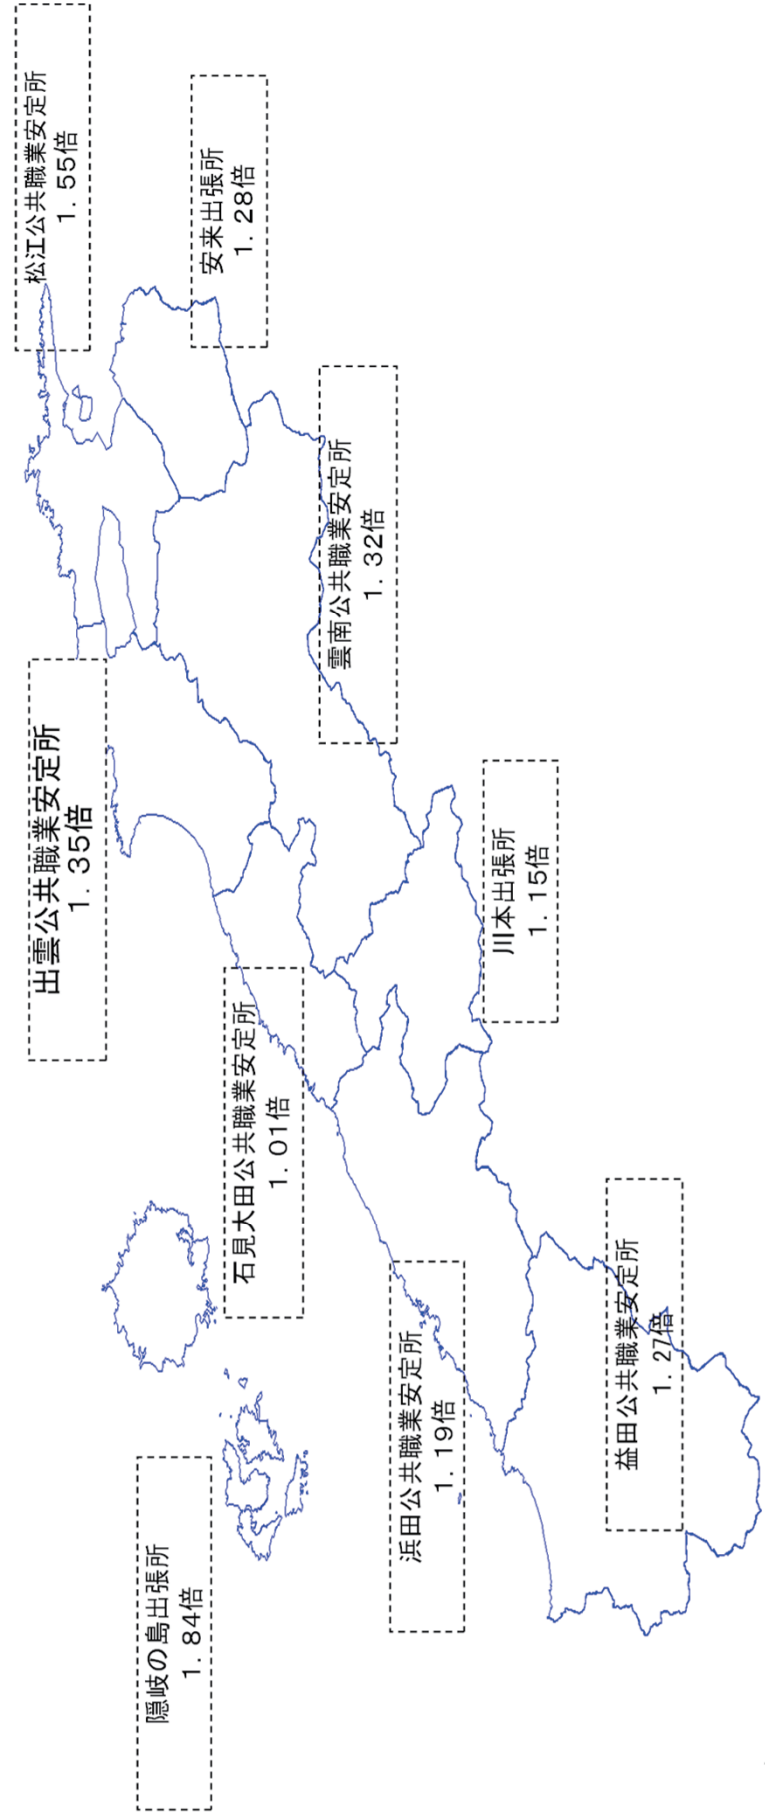 松江公共職業安定所
1. 55倍
安来出張所
1. 28倍
出雲公共職業安定所
1. 35倍
雲南公共職業安定所
1. 32倍
石見大田公共職業安定所
1. 01倍
川本出張所
1. 15倍
隠岐の島出張所
1. 84倍
浜田公共職業安定所
1. 19倍
益田公共職業安定所
1. 27倍